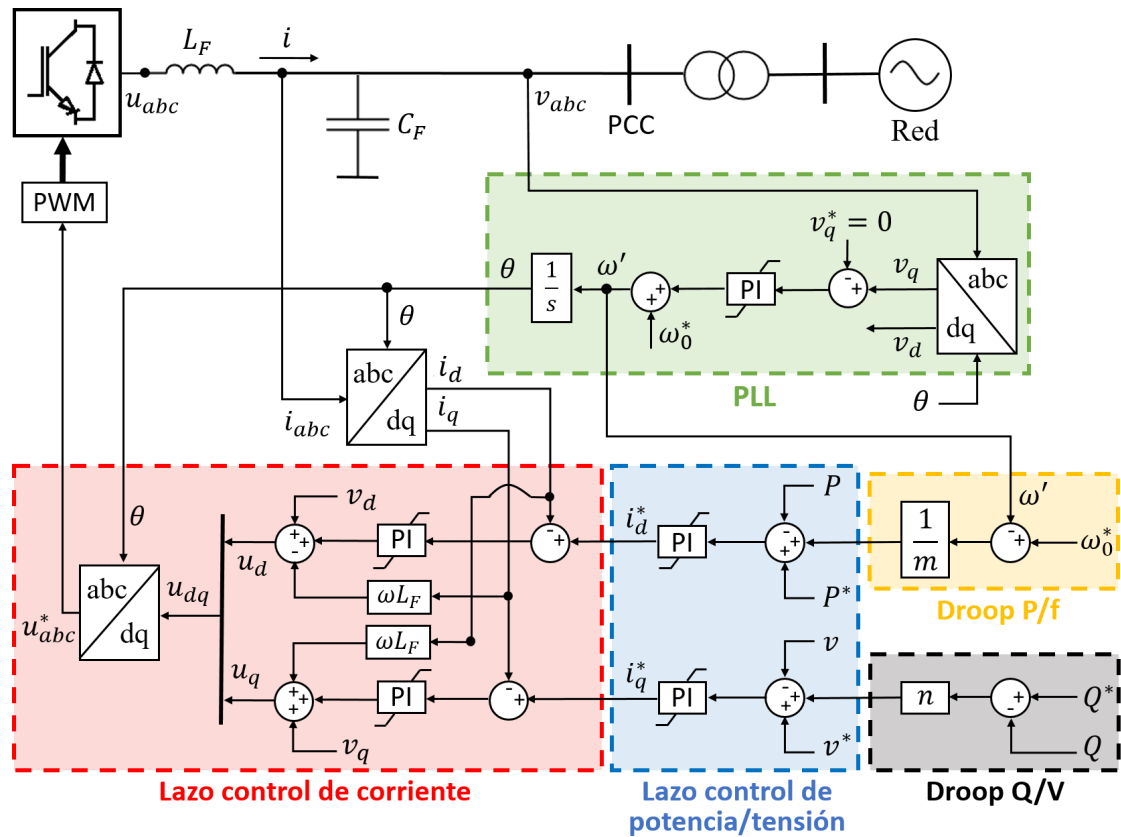 L_F
i
u_abc
v_abc
C_F
PCC
Red
PWM
v_q^* = 0
θ
1/s
ω′
+
+
PI
-
+
v_q
abc
dq
ω_0^*
v_d
θ
PLL
θ
abc
dq
i_d
i_q
i_abc
θ
v_d
P
ω′
u_d
+
+
-
PI
-
+
i_d^*
PI
-
+
+
1/m
-
+
ω_0^*
abc
dq
u_dq
u_abc^*
ωL_F
P^*
Droop P/f
ωL_F
v
u_q
+
+
+
PI
-
+
i_q^*
PI
-
+
+
n
+
-
Q^*
v_q
v^*
Q
Lazo control de corriente
Lazo control de
potencia/tensión
Droop Q/V